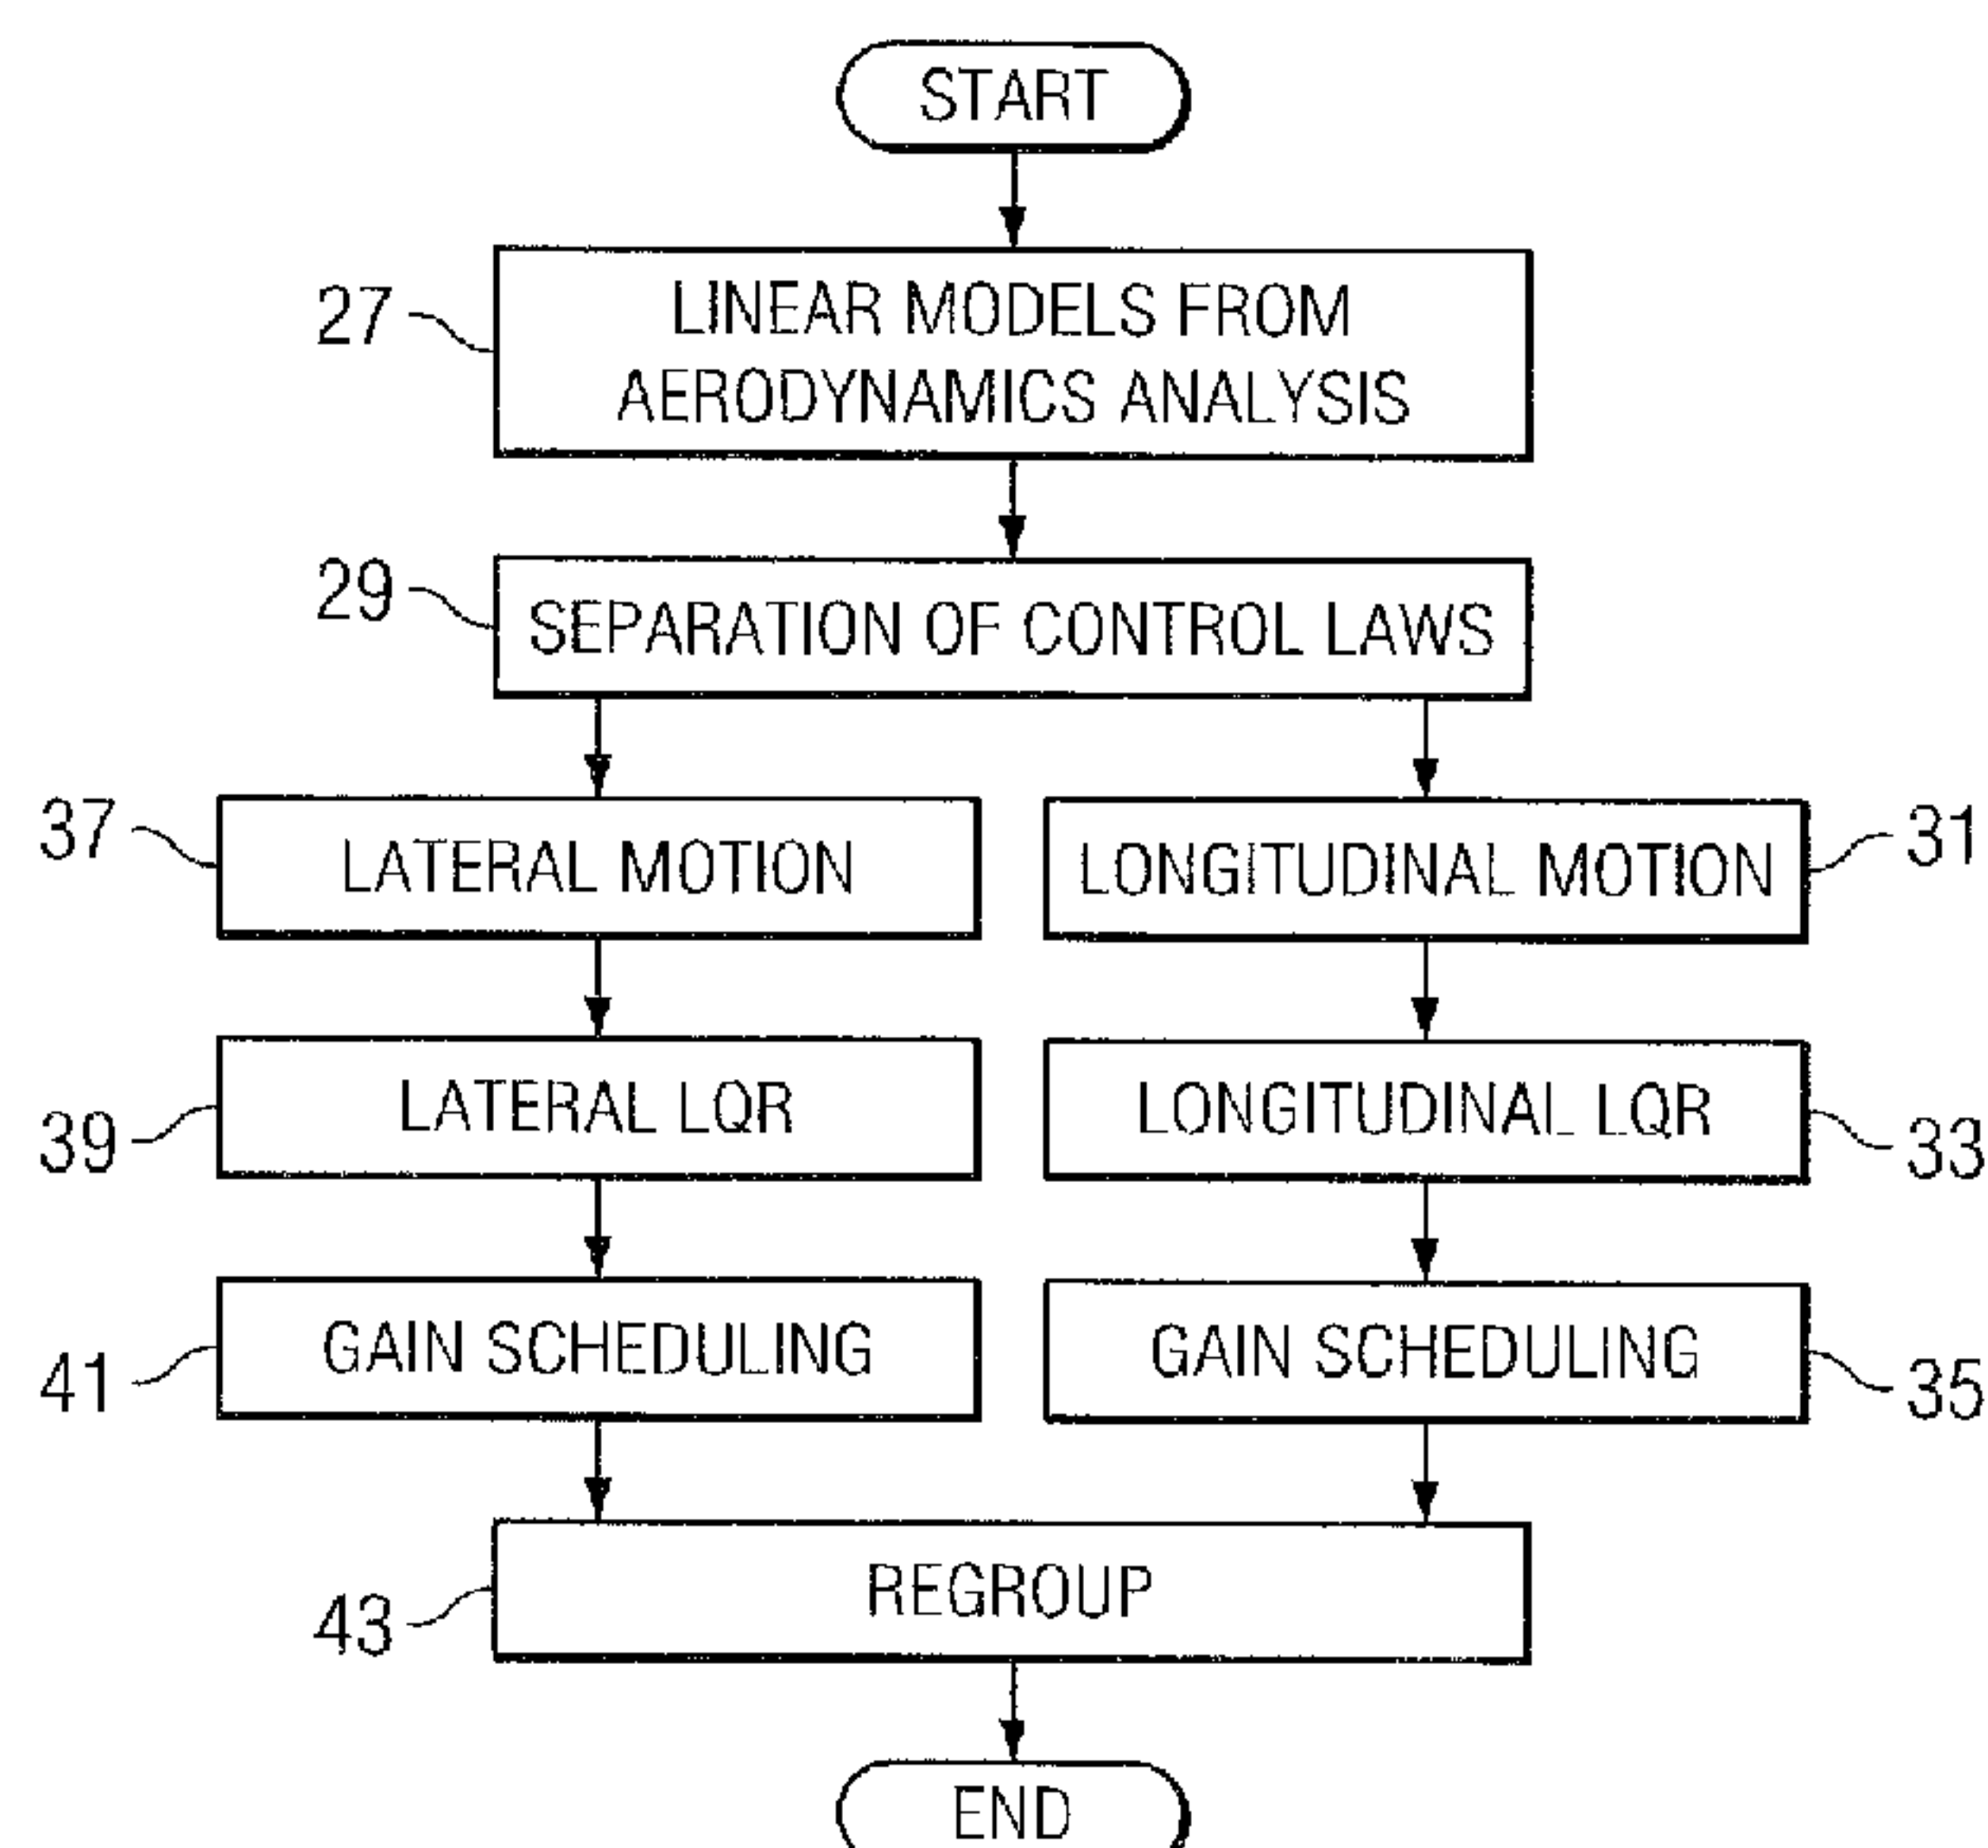 START
27
LINEAR MODELS FROM
AERODYNAMICS ANALYSIS
29
SEPARATION OF CONTROL LAWS
37
LATERAL MOTION
LONGITUDINAL MOTION
31
39
LATERAL LQR
LONGITUDINAL LQR
33
41
GAIN SCHEDULING
GAIN SCHEDULING
35
43
REGROUP
END